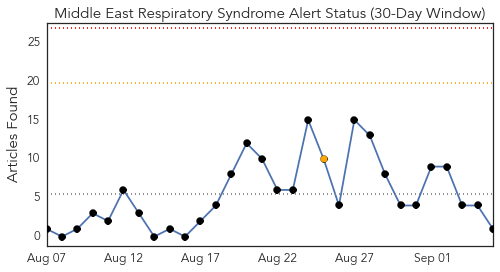 Middle East Respiratory Syndrome Alert Status (30-Day Window)
Articles Found
25
20
15
10
5
0
Aug 07 Aug 12 Aug 17 Aug 22 Aug 27 Sep 01